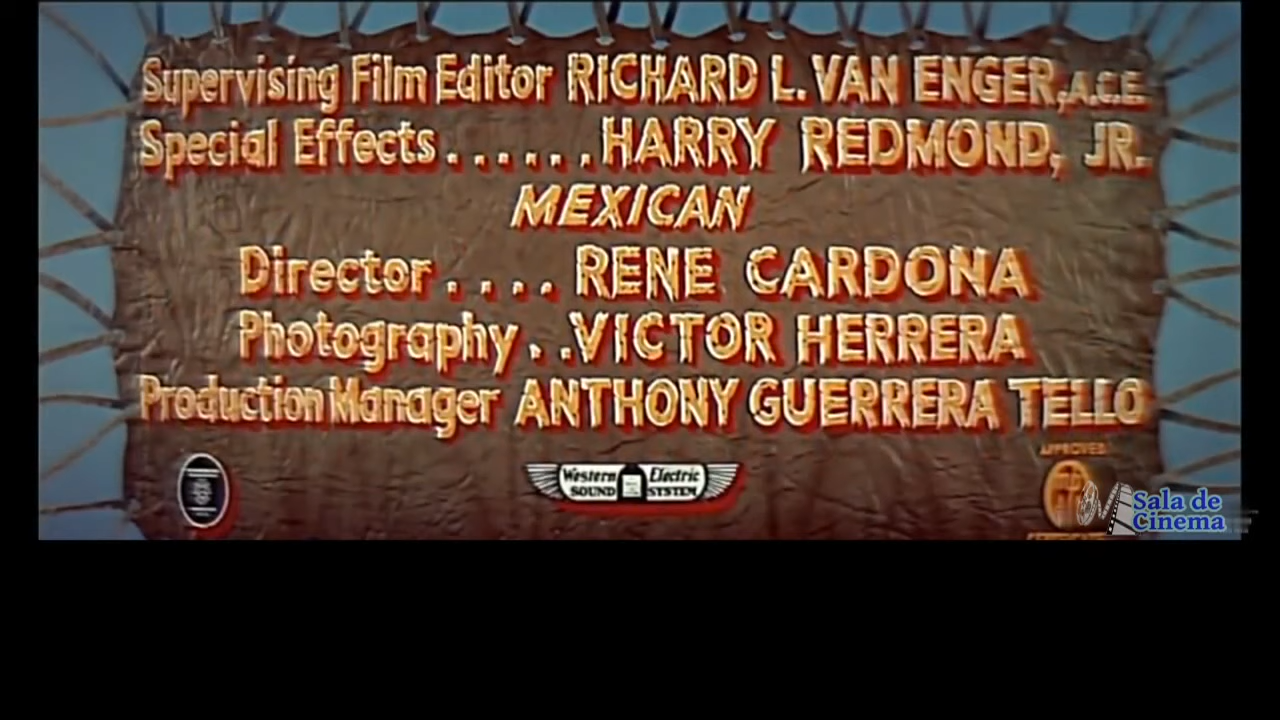 Supervising Film Editor RICHARD L. VAN ENGER, A.C.E.
Special Effects ...... HARRY REDMOND, JR.
MEXICAN
Director .... RENE CARDONA
Photography . . VICTOR HERRERA
Production Manager ANTHONY GUERRERA TELLO
Western Electric
SOUND SYSTEM
APPROVED
Sala de
Cinema